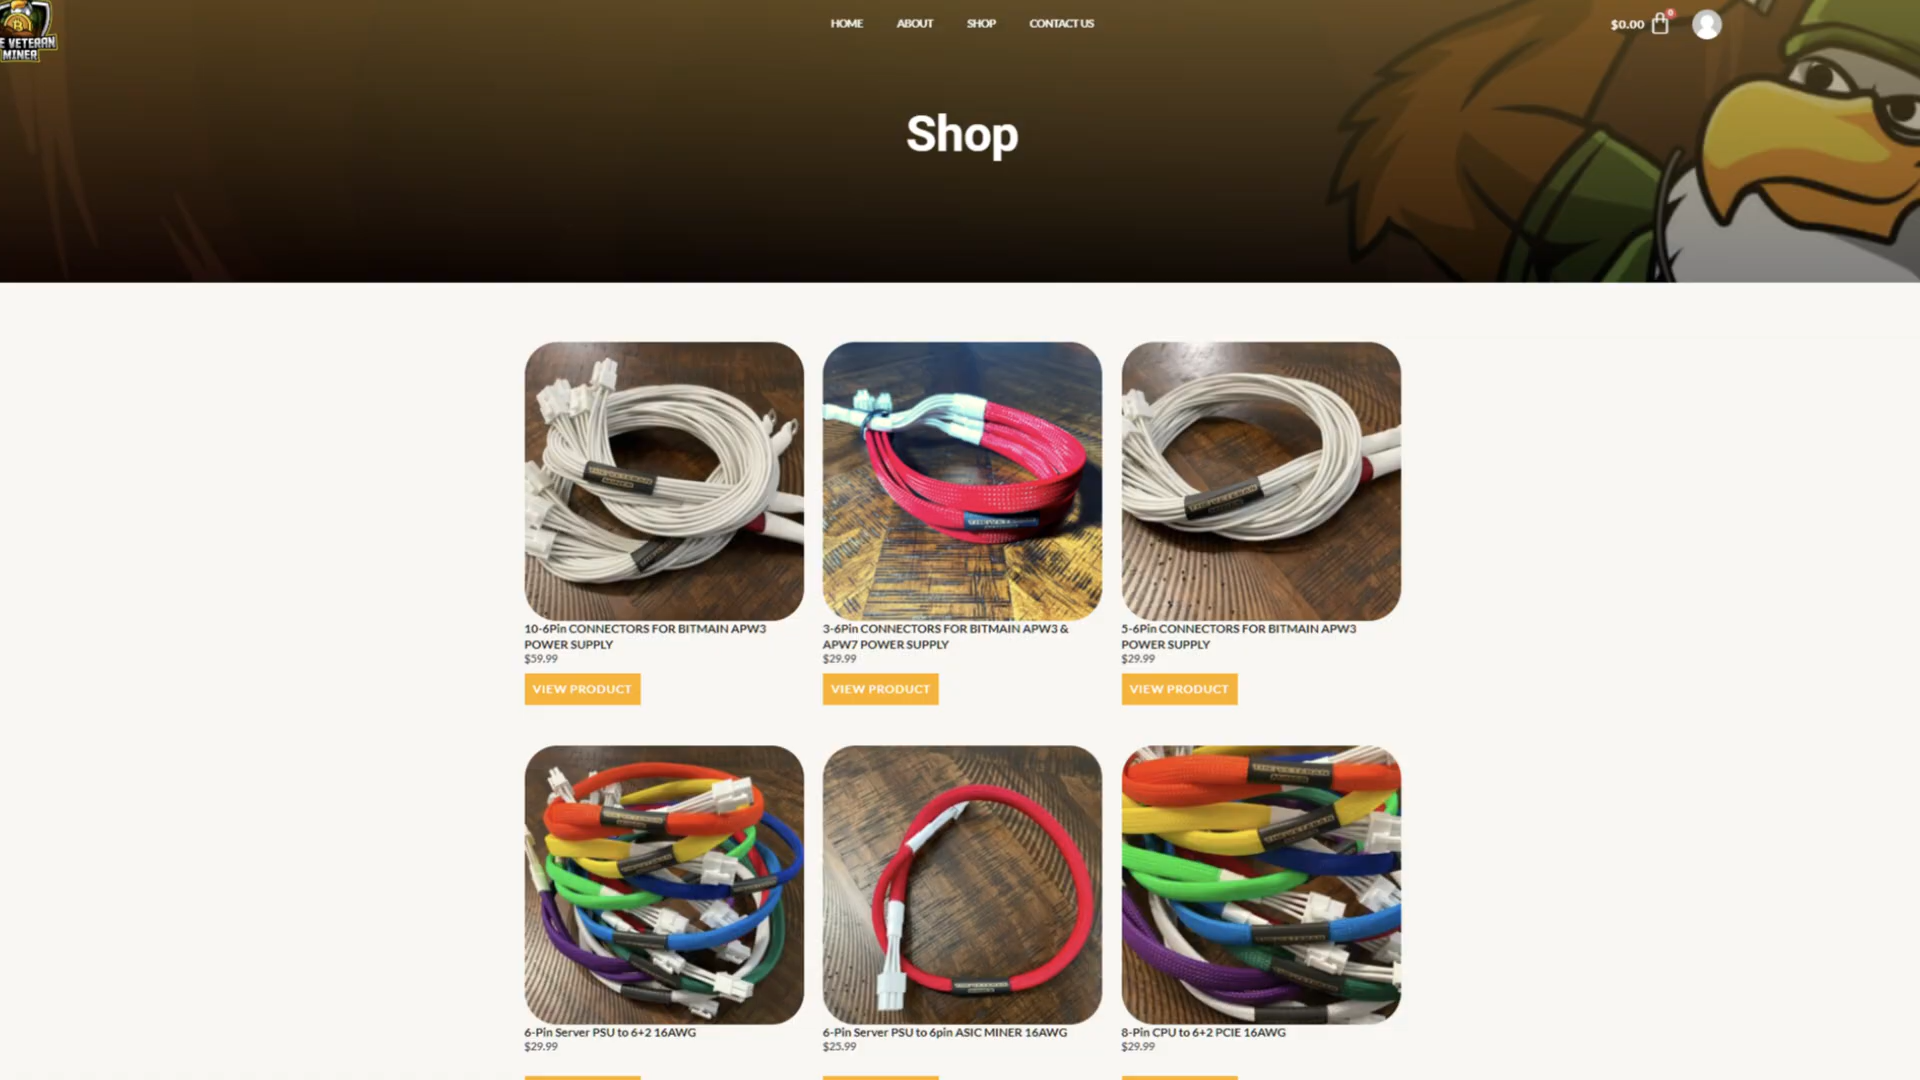 HOME ABOUT SHOP CONTACT US
$0.00 0
VETERAN
MINER
Shop
10-6Pin CONNECTORS FOR BITMAIN APW3
POWER SUPPLY
$59.99
VIEW PRODUCT
3-6Pin CONNECTORS FOR BITMAIN APW3 &
APW7 POWER SUPPLY
$29.99
VIEW PRODUCT
5-6Pin CONNECTORS FOR BITMAIN APW3
POWER SUPPLY
$29.99
VIEW PRODUCT
THE VETERAN
MINER
6-Pin Server PSU to 6+2 16AWG
$29.99
6-Pin Server PSU to 6pin ASIC MINER 16AWG
$25.99
8-Pin CPU to 6+2 PCIE 16AWG
$29.99